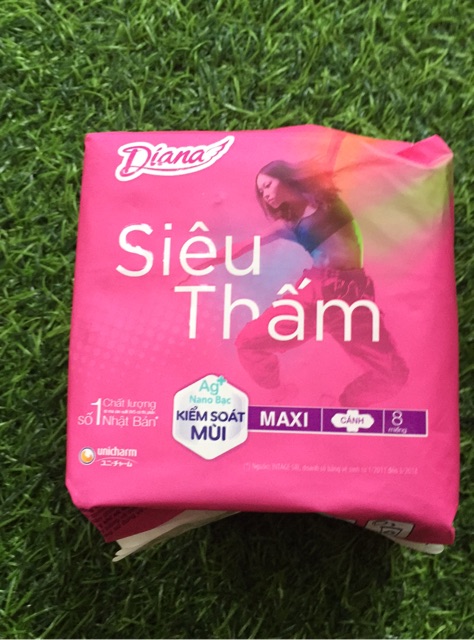 Diana
Siêu
Thấm
Chất lượng
số 1 Nhật Bản*
Ag+
Nano Bạc
KIỂM SOÁT
MÙI
MAXI
CÁNH
8
miếng
unicharm
ユニ・チャーム